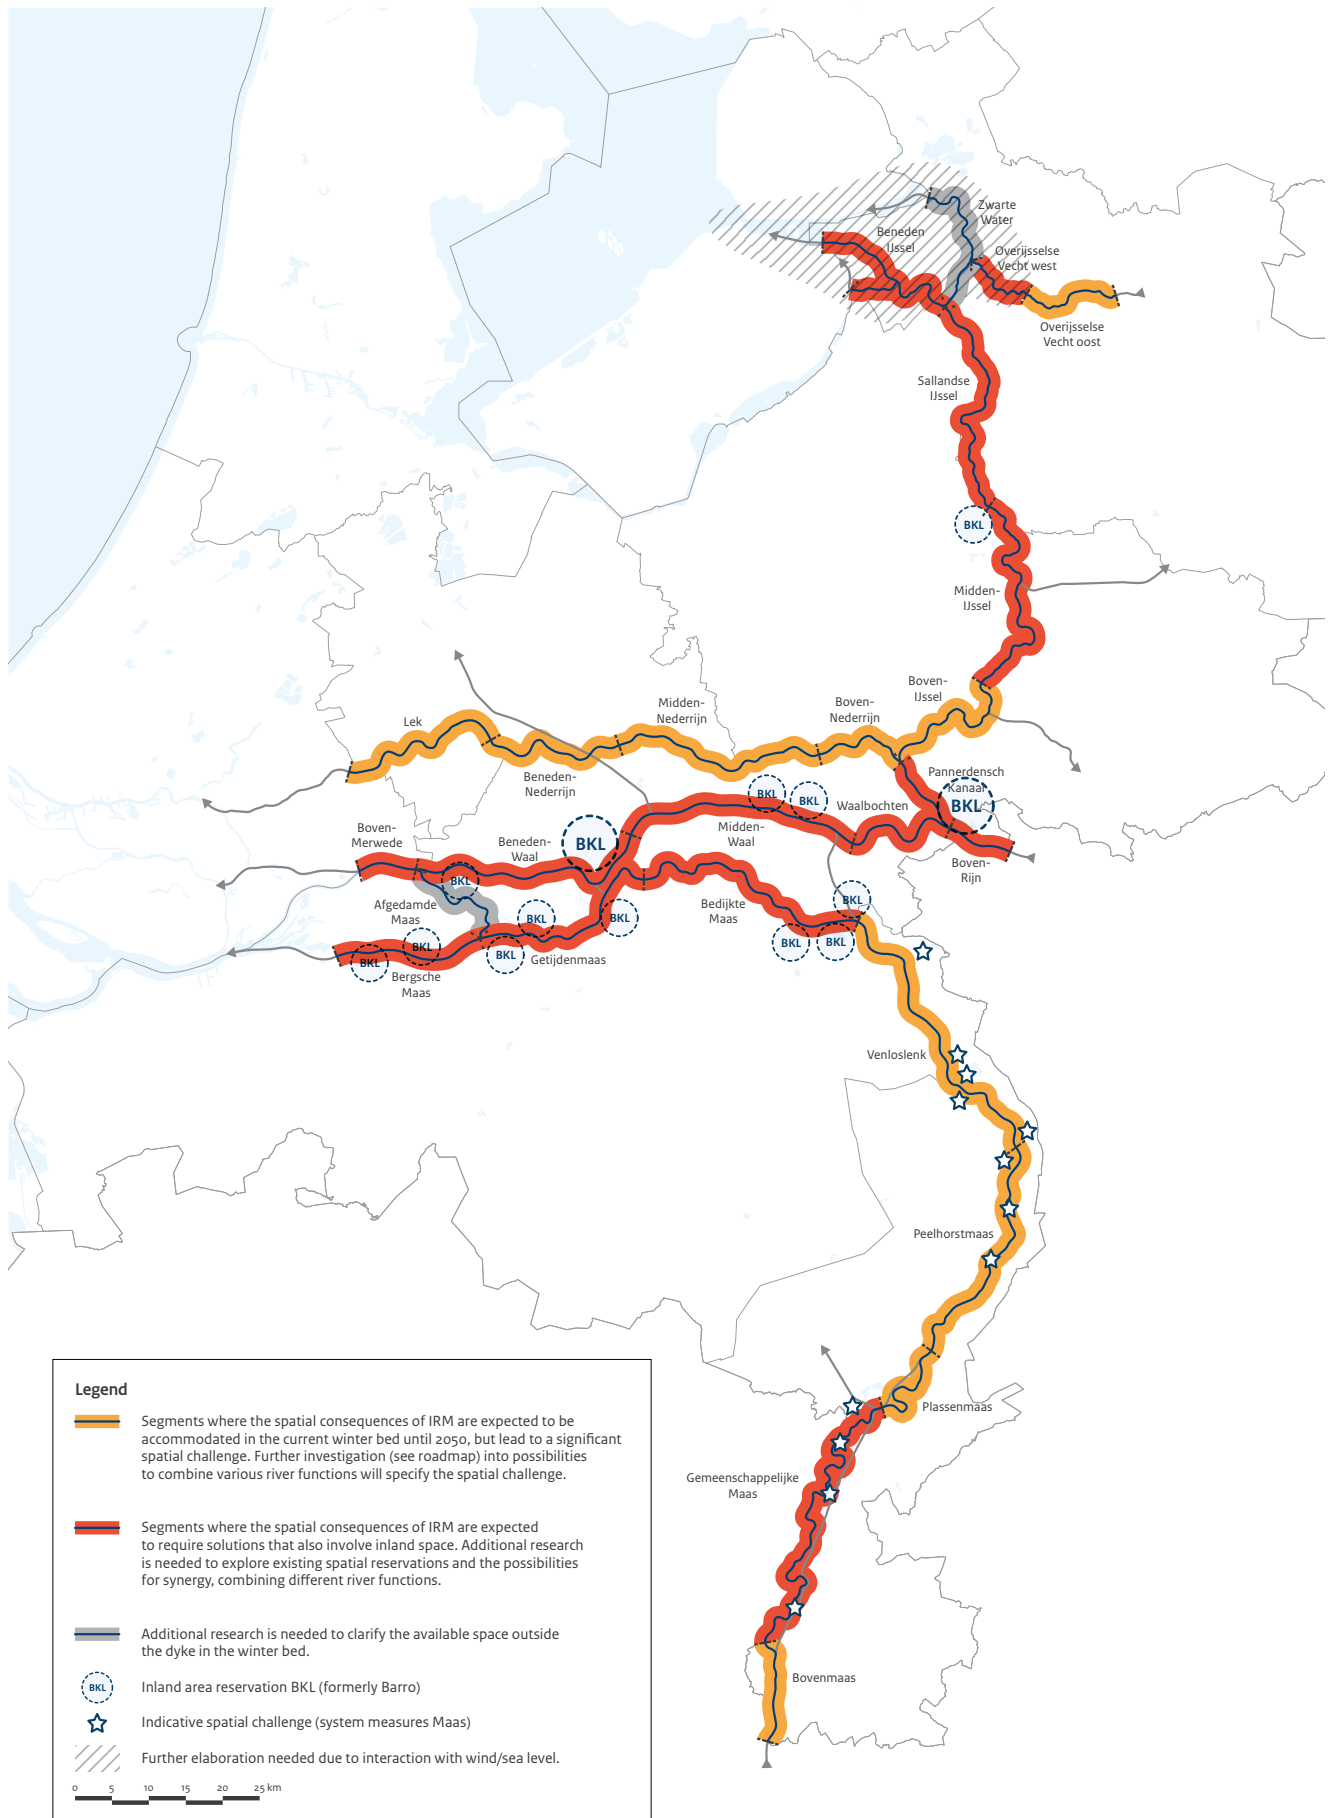 Zwarte
Water
Beneden
IJssel
Overijsselse
Vecht west
Overijsselse
Vecht oost
Sallandse
IJssel
BKL
Midden-
IJssel
Boven-
IJssel
Midden-
Nederrijn
Boven-
Nederrijn
Lek
Beneden-
Nederrijn
Pannerdensch
Kanaal
BKL
BKL
BKL
Waalbochten
Midden-
Waal
Boven-
Rijn
Boven-
Merwede
Beneden-
Waal
BKL
BKL
Afgedamde
Maas
Bedijkte
Maas
BKL
BKL
BKL
BKL
BKL
BKL
BKL
BKL
BKL
Getijdenmaas
Bergsche
Maas
Venloslenk
Peelhorstmaas
Plassenmaas
Gemeenschappelijke
Maas
Bovenmaas
Legend
Segments where the spatial consequences of IRM are expected to be
accommodated in the current winter bed until 2050, but lead to a significant
spatial challenge. Further investigation (see roadmap) into possibilities
to combine various river functions will specify the spatial challenge.
Segments where the spatial consequences of IRM are expected
to require solutions that also involve inland space. Additional research
is needed to explore existing spatial reservations and the possibilities
for synergy, combining different river functions.
Additional research is needed to clarify the available space outside
the dyke in the winter bed.
BKL Inland area reservation BKL (formerly Barro)
Indicative spatial challenge (system measures Maas)
Further elaboration needed due to interaction with wind/sea level.
0 5 10 15 20 25 km